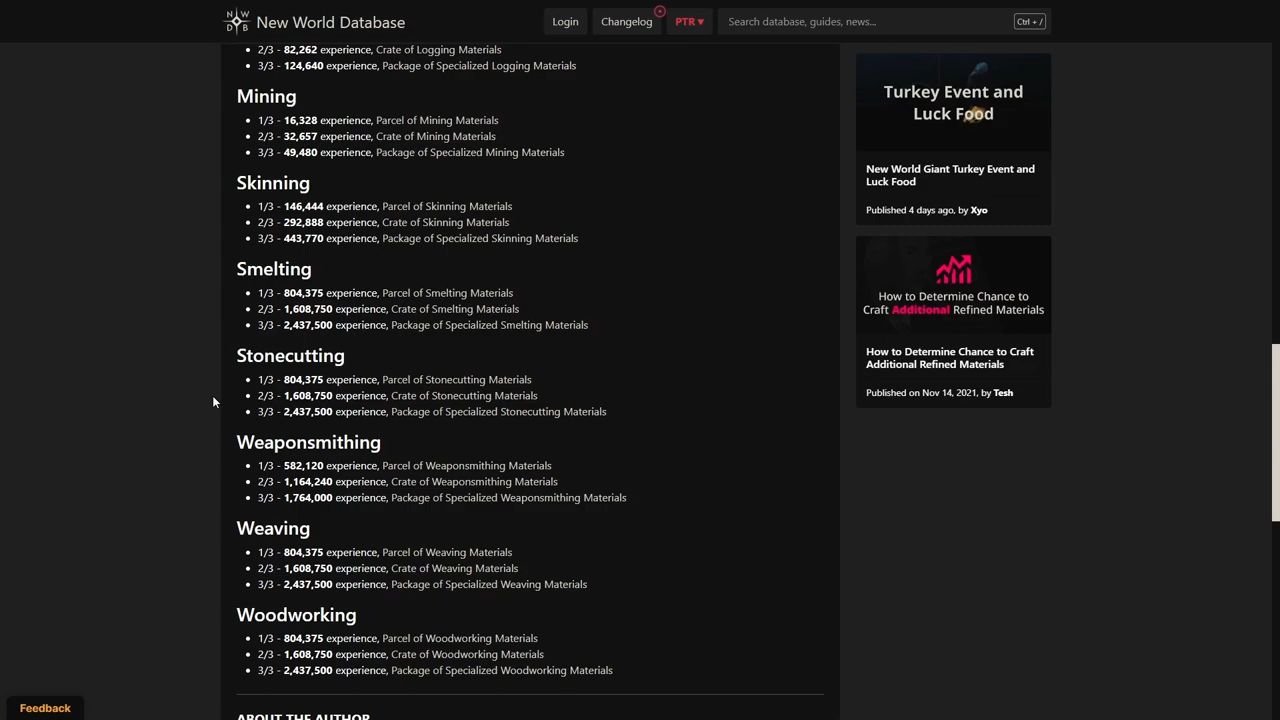 N W
D B
New World Database
Login
Changelog
PTR ▾
Search database, guides, news...
Ctrl + /
2/3 - 82,262 experience, Crate of Logging Materials
3/3 - 124,640 experience, Package of Specialized Logging Materials
Mining
1/3 - 16,328 experience, Parcel of Mining Materials
2/3 - 32,657 experience, Crate of Mining Materials
3/3 - 49,480 experience, Package of Specialized Mining Materials
Skinning
1/3 - 146,444 experience, Parcel of Skinning Materials
2/3 - 292,888 experience, Crate of Skinning Materials
3/3 - 443,770 experience, Package of Specialized Skinning Materials
Smelting
1/3 - 804,375 experience, Parcel of Smelting Materials
2/3 - 1,608,750 experience, Crate of Smelting Materials
3/3 - 2,437,500 experience, Package of Specialized Smelting Materials
Stonecutting
1/3 - 804,375 experience, Parcel of Stonecutting Materials
2/3 - 1,608,750 experience, Crate of Stonecutting Materials
3/3 - 2,437,500 experience, Package of Specialized Stonecutting Materials
Weaponsmithing
1/3 - 582,120 experience, Parcel of Weaponsmithing Materials
2/3 - 1,164,240 experience, Crate of Weaponsmithing Materials
3/3 - 1,764,000 experience, Package of Specialized Weaponsmithing Materials
Weaving
1/3 - 804,375 experience, Parcel of Weaving Materials
2/3 - 1,608,750 experience, Crate of Weaving Materials
3/3 - 2,437,500 experience, Package of Specialized Weaving Materials
Woodworking
1/3 - 804,375 experience, Parcel of Woodworking Materials
2/3 - 1,608,750 experience, Crate of Woodworking Materials
3/3 - 2,437,500 experience, Package of Specialized Woodworking Materials
ABOUT THE AUTHOR
Turkey Event and
Luck Food
New World Giant Turkey Event and
Luck Food
Published 4 days ago, by Xyo
How to Determine Chance to
Craft Additional Refined Materials
How to Determine Chance to Craft
Additional Refined Materials
Published on Nov 14, 2021, by Tesh
Feedback